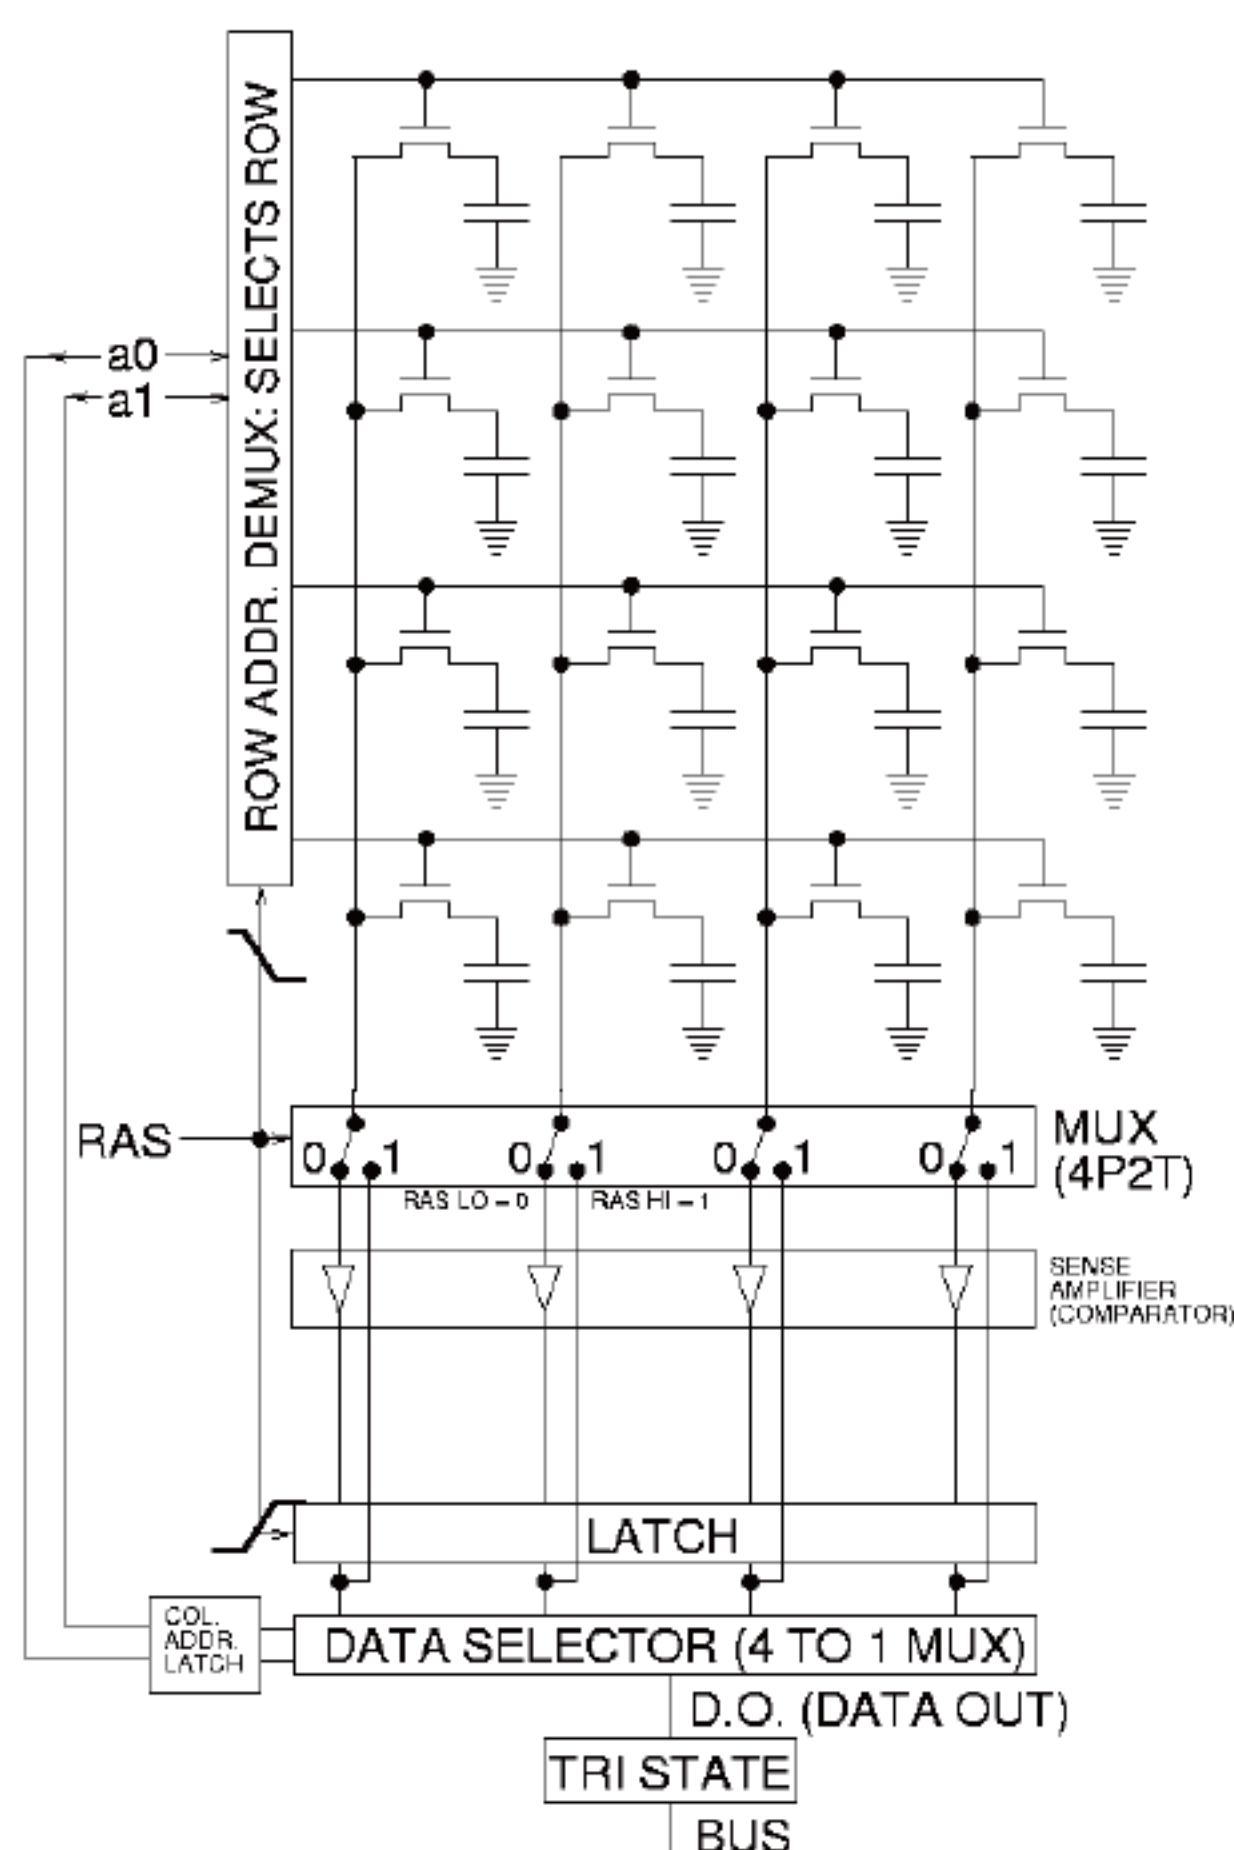 ROW ADDR. DEMUX: SELECTS ROW
a0
a1
RAS
0 1 0 1 0 1 0 1
MUX
(4P2T)
RAS LO = 0 RAS HI = 1
SENSE
AMPLIFIER
(COMPARATOR)
LATCH
COL.
ADDR.
LATCH
DATA SELECTOR (4 TO 1 MUX)
D.O. (DATA OUT)
TRI STATE
BUS